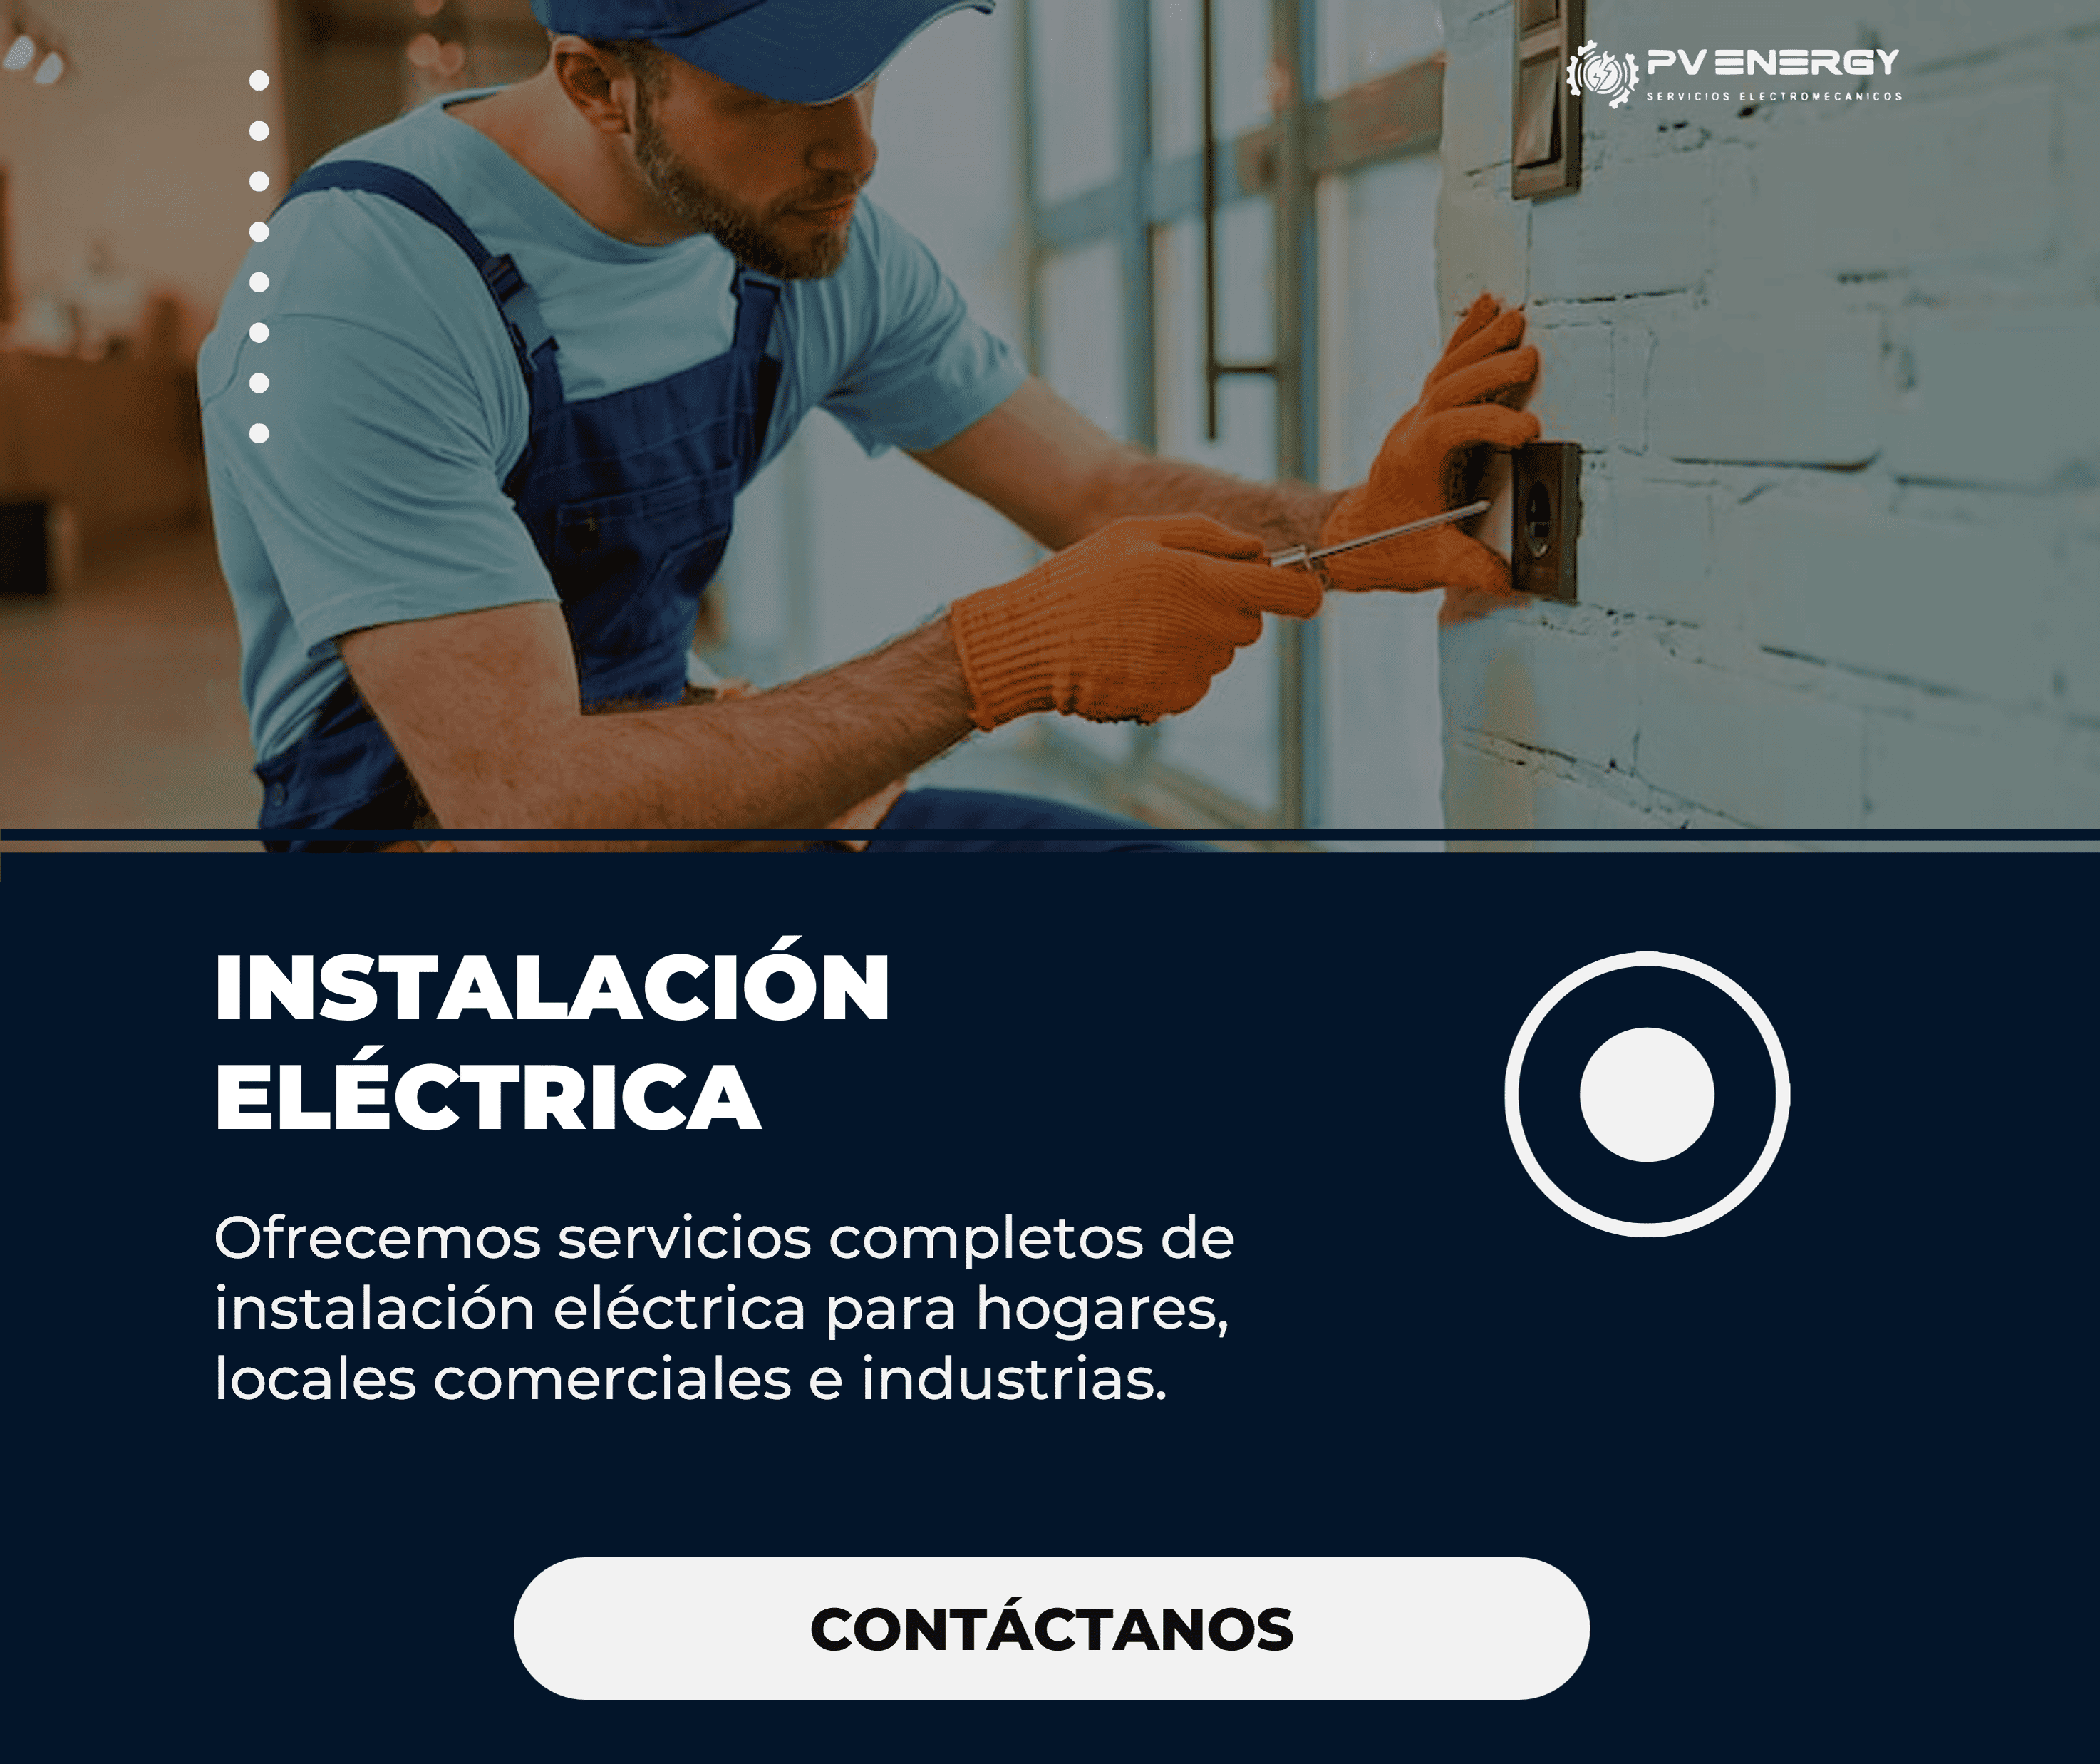 PV ENERGY
SERVICIOS ELECTROMECANICOS
INSTALACIÓN
ELÉCTRICA
Ofrecemos servicios completos de
instalación eléctrica para hogares,
locales comerciales e industrias.
CONTÁCTANOS